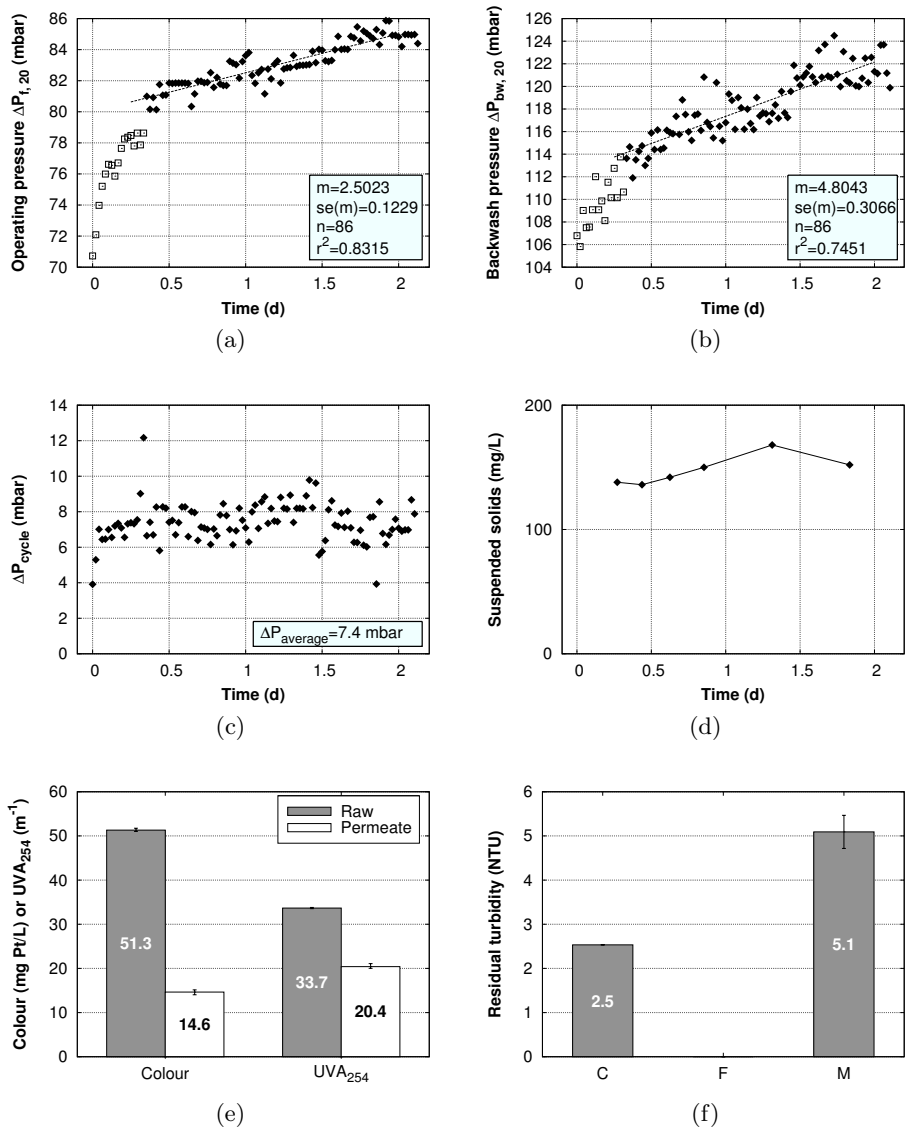 Operating pressure ΔP_f, 20 (mbar)
86
84
82
80
78
76
74
72
70
m=2.5023
se(m)=0.1229
n=86
r²=0.8315
0 0.5 1 1.5 2
Time (d)
(a)
Backwash pressure ΔP_bw, 20 (mbar)
126
124
122
120
118
116
114
112
110
108
106
104
m=4.8043
se(m)=0.3066
n=86
r²=0.7451
0 0.5 1 1.5 2
Time (d)
(b)
ΔP_cycle (mbar)
14
12
10
8
6
4
2
0
ΔP_average=7.4 mbar
0 0.5 1 1.5 2
Time (d)
(c)
Suspended solids (mg/L)
200
100
0
0 0.5 1 1.5 2
Time (d)
(d)
Colour (mg Pt/L) or UVA₂₅₄ (m⁻¹)
60
50
40
30
20
10
0
Raw
Permeate
51.3
14.6
33.7
20.4
Colour UVA₂₅₄
(e)
Residual turbidity (NTU)
6
5
4
3
2
1
0
2.5
5.1
C F M
(f)